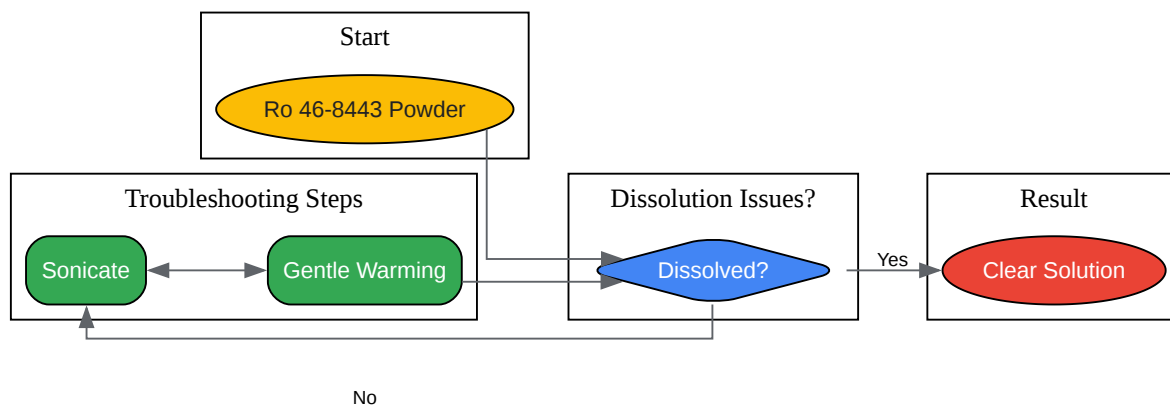 Start
Ro 46-8443 Powder
Troubleshooting Steps
Sonicate
Gentle Warming
Dissolution Issues?
Dissolved?
Yes
Result
Clear Solution
No